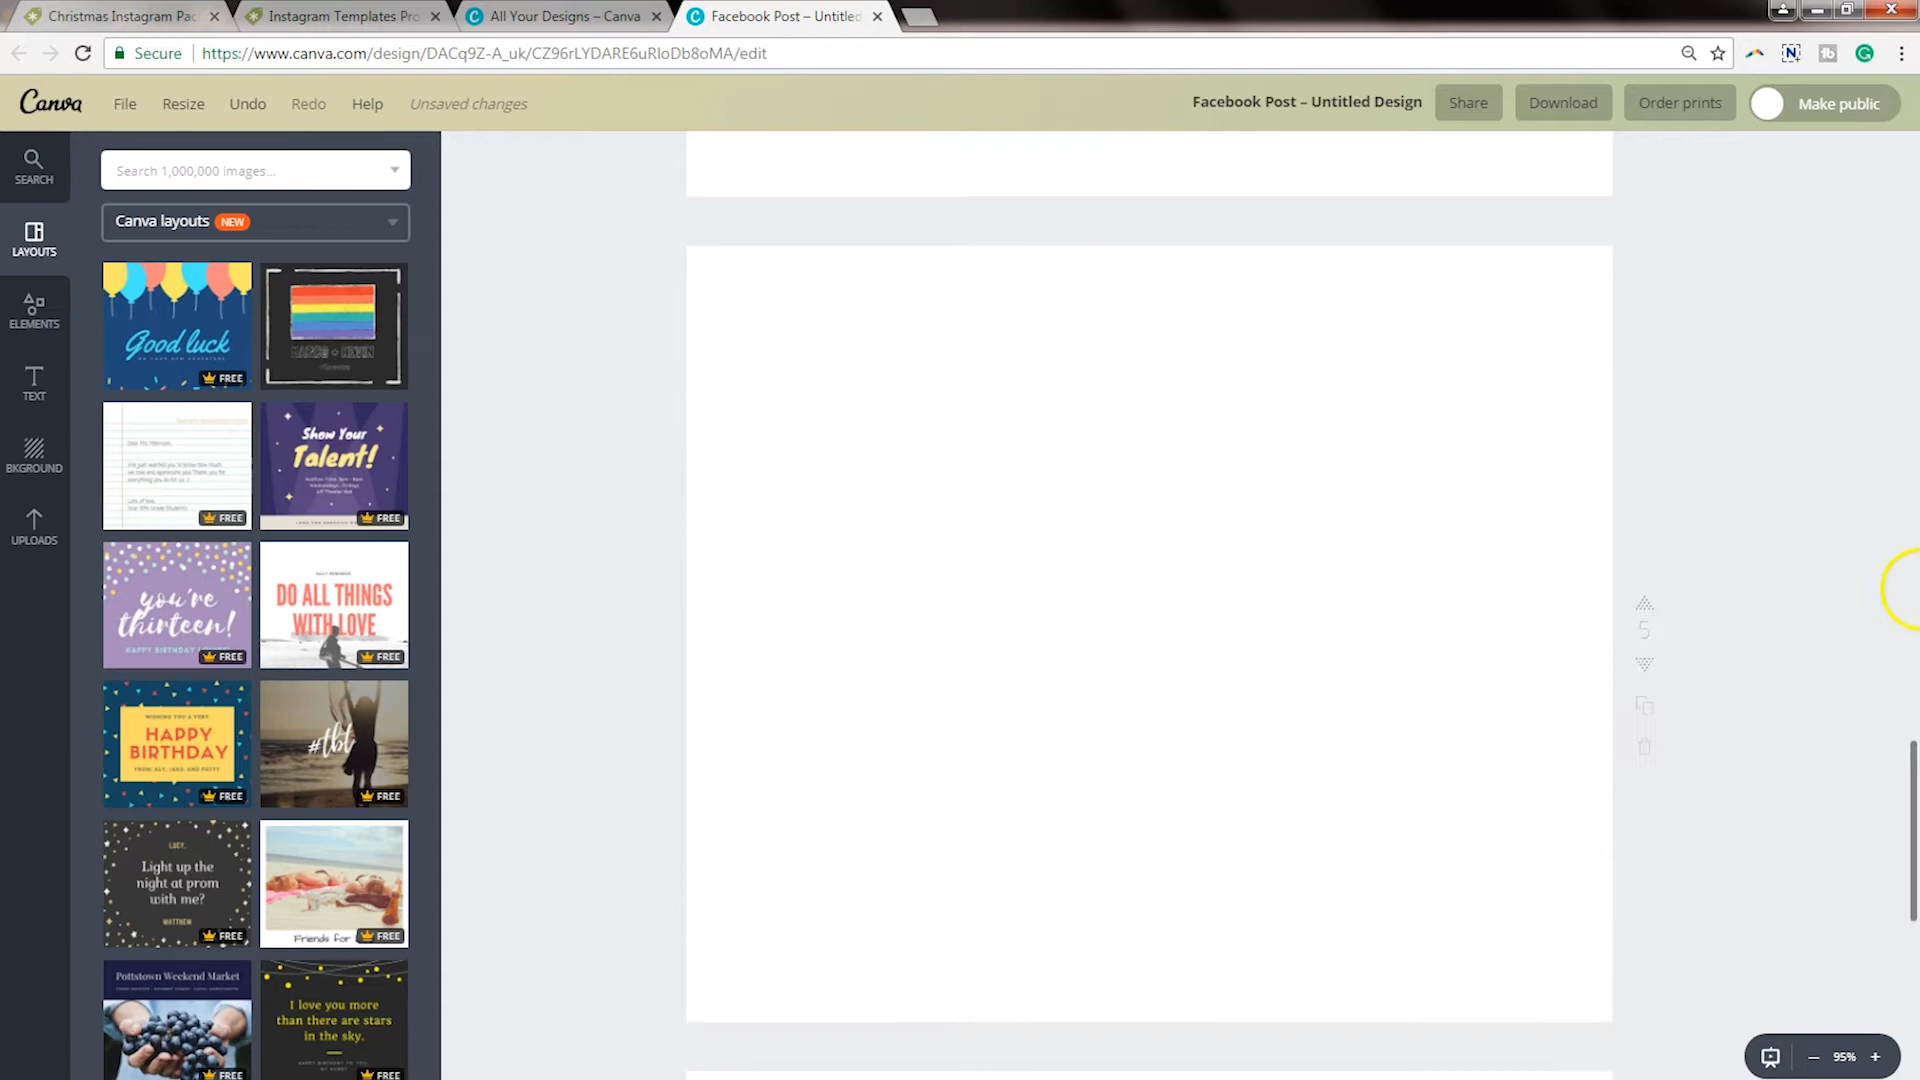 Christmas Instagram Pac
Instagram Templates Pro
All Your Designs – Canva
Facebook Post – Untitled
Secure
https://www.canva.com/design/DACq9Z-A_uk/CZ96rLYDARE6uRloDb8oMA/edit
Canva
File
Resize
Undo
Redo
Help
Unsaved changes
Facebook Post – Untitled Design
Share
Download
Order prints
Make public
SEARCH
LAYOUTS
ELEMENTS
TEXT
BKGROUND
UPLOADS
Search 1,000,000 images...
Canva layouts NEW
Good luck
FREE
FREE
Show Your
Talent!
FREE
you're
thirteen!
FREE
DO ALL THINGS
WITH LOVE
FREE
WISHING YOU A VERY
HAPPY
BIRTHDAY
FREE
#tbt
FREE
LUCY,
Light up the
night at prom
with me?
MATTHEW
FREE
Friends for
FREE
Pottstown Weekend Market
FREE
I love you more
than there are stars
in the sky.
FREE
5
95%